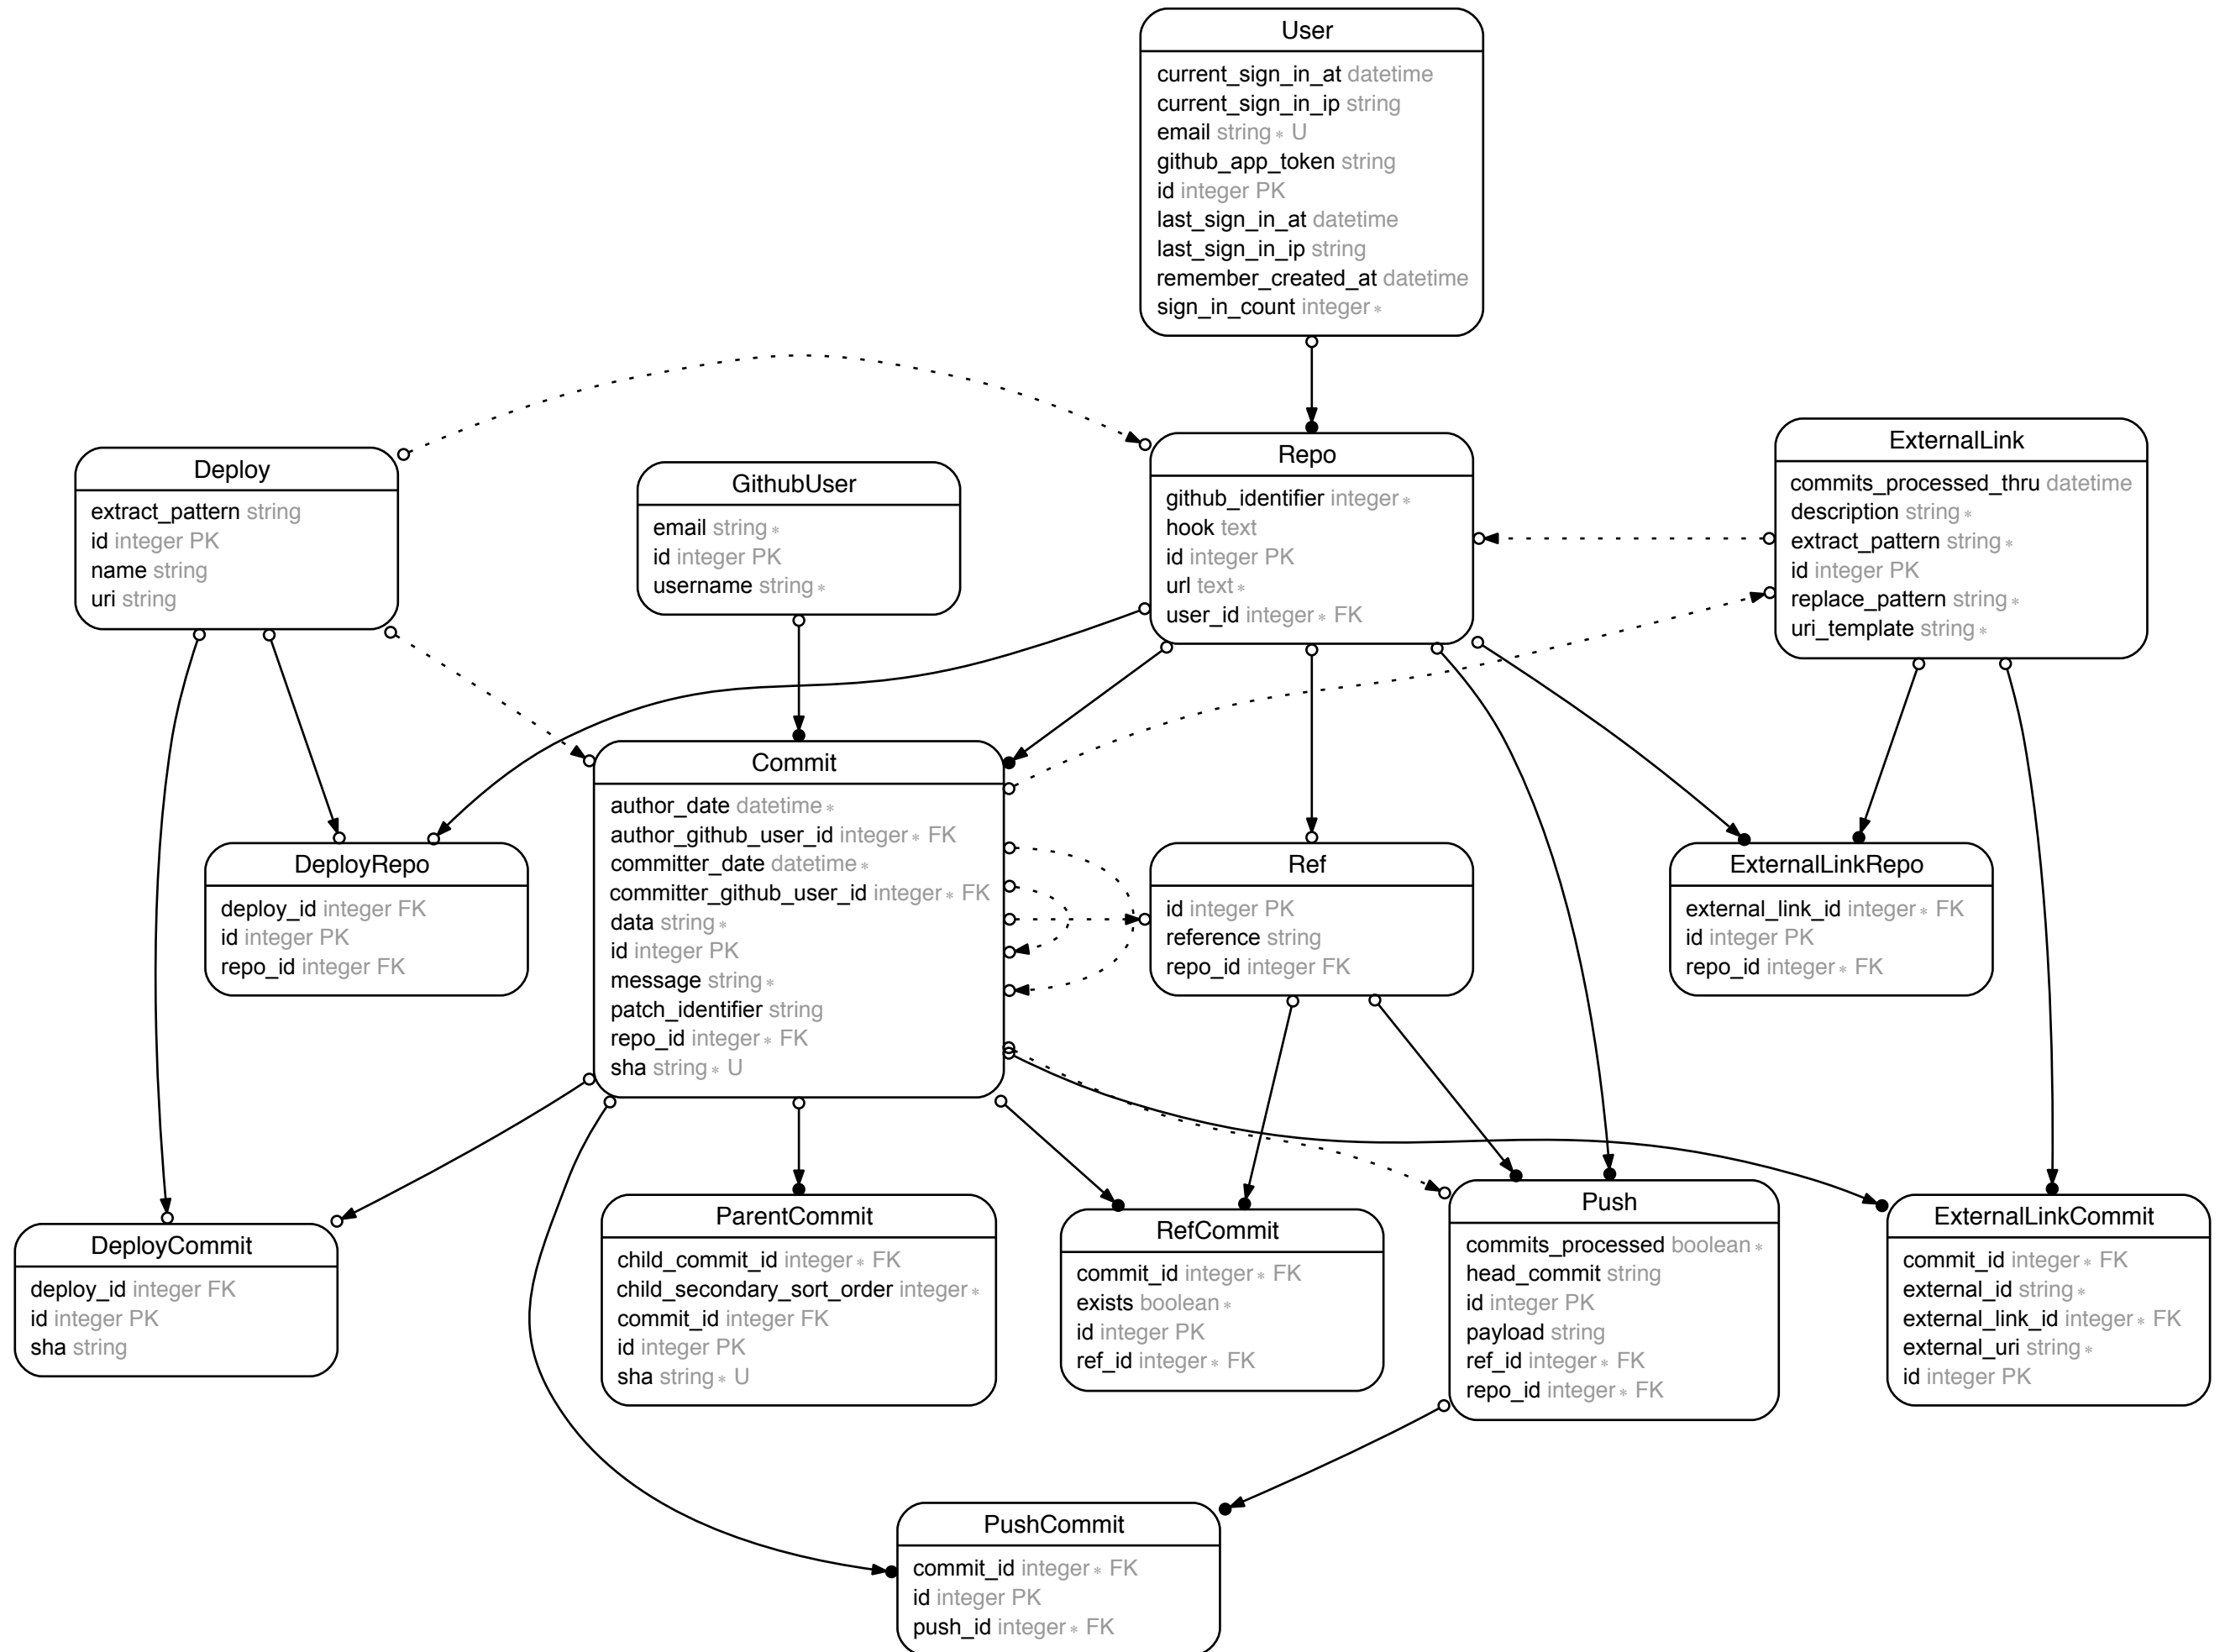 User
current_sign_in_at datetime
current_sign_in_ip string
email string* U
github_app_token string
id integer PK
last_sign_in_at datetime
last_sign_in_ip string
remember_created_at datetime
sign_in_count integer*
Deploy
extract_pattern string
id integer PK
name string
uri string
GithubUser
email string*
id integer PK
username string*
Repo
github_identifier integer*
hook text
id integer PK
url text*
user_id integer* FK
ExternalLink
commits_processed_thru datetime
description string*
extract_pattern string*
id integer PK
replace_pattern string*
uri_template string*
Commit
author_date datetime*
author_github_user_id integer* FK
committer_date datetime*
committer_github_user_id integer* FK
data string*
id integer PK
message string*
patch_identifier string
repo_id integer* FK
sha string* U
DeployRepo
deploy_id integer FK
id integer PK
repo_id integer FK
Ref
id integer PK
reference string
repo_id integer FK
ExternalLinkRepo
external_link_id integer* FK
id integer PK
repo_id integer* FK
DeployCommit
deploy_id integer FK
id integer PK
sha string
ParentCommit
child_commit_id integer* FK
child_secondary_sort_order integer*
commit_id integer FK
id integer PK
sha string* U
RefCommit
commit_id integer* FK
exists boolean*
id integer PK
ref_id integer* FK
Push
commits_processed boolean*
head_commit string
id integer PK
payload string
ref_id integer* FK
repo_id integer* FK
ExternalLinkCommit
commit_id integer* FK
external_id string*
external_link_id integer* FK
external_uri string*
id integer PK
PushCommit
commit_id integer* FK
id integer PK
push_id integer* FK